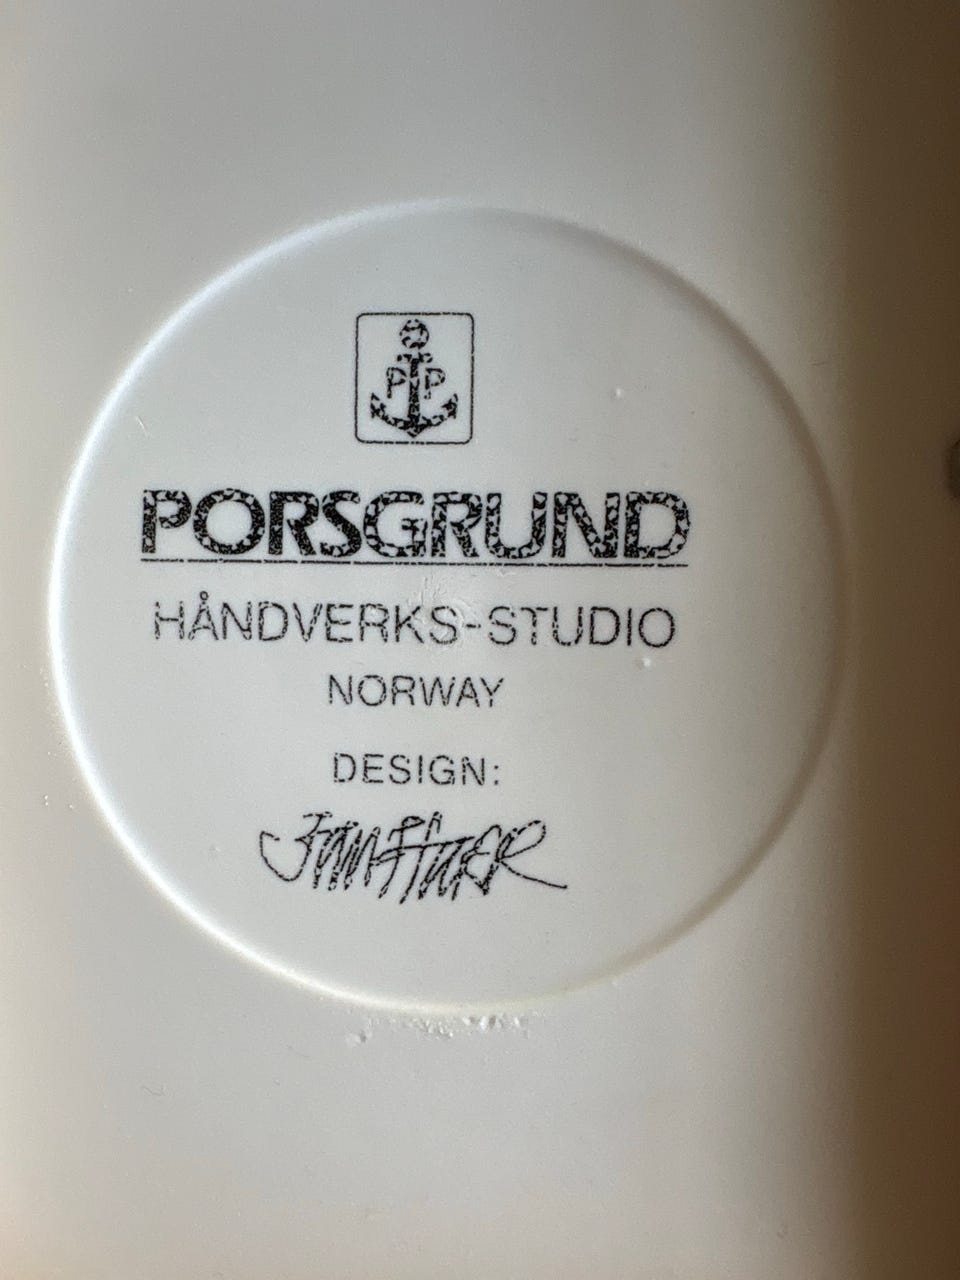 P P
PORSGRUND
HÅNDVERKS-STUDIO
NORWAY
DESIGN: